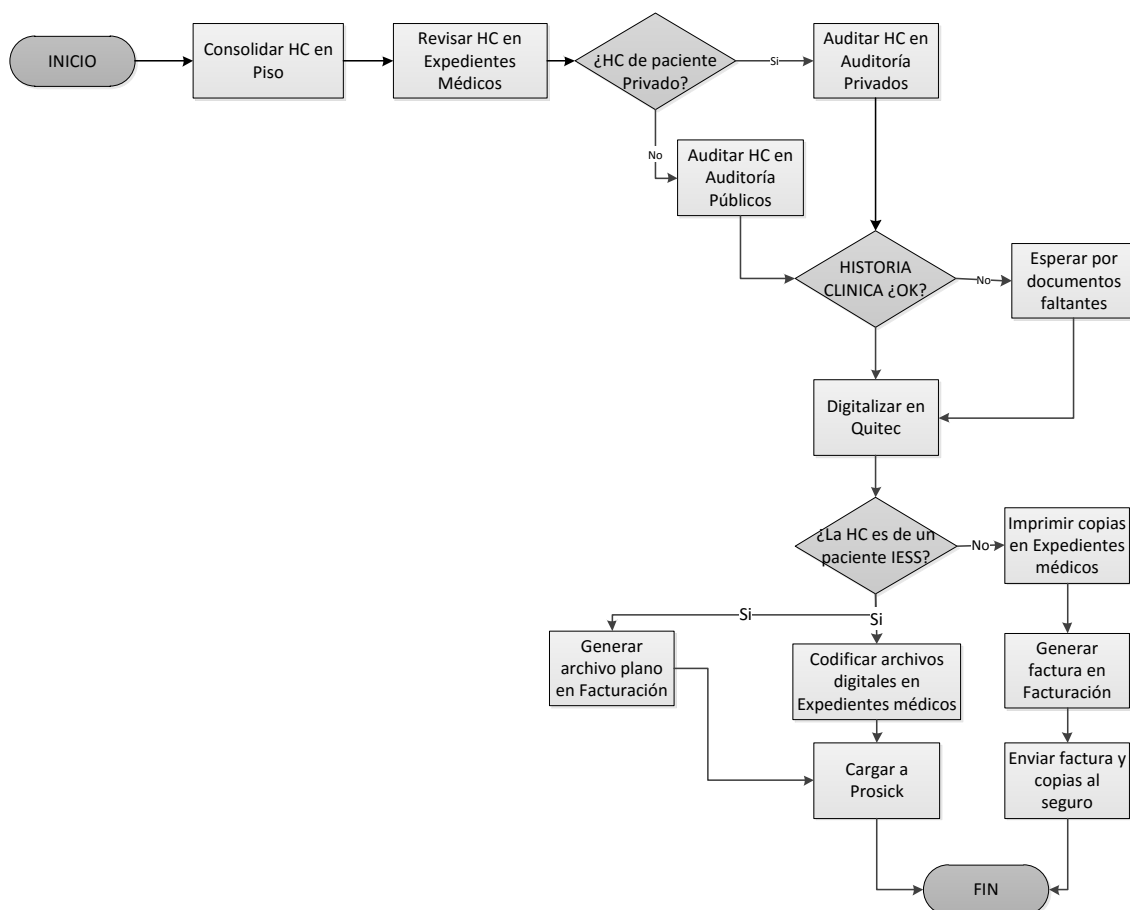 INICIO
Consolidar HC en
Piso
Revisar HC en
Expedientes
Médicos
¿HC de paciente
Privado?
Si
Auditar HC en
Auditoría
Privados
No
Auditar HC en
Auditoría
Públicos
HISTORIA
CLINICA ¿OK?
No
Esperar por
documentos
faltantes
Digitalizar en
Quitec
¿La HC es de un
paciente IESS?
No
Imprimir copias
en Expedientes
médicos
Si
Si
Generar
archivo plano
en Facturación
Codificar archivos
digitales en
Expedientes médicos
Generar
factura en
Facturación
Cargar a
Prosick
Enviar factura y
copias al
seguro
FIN